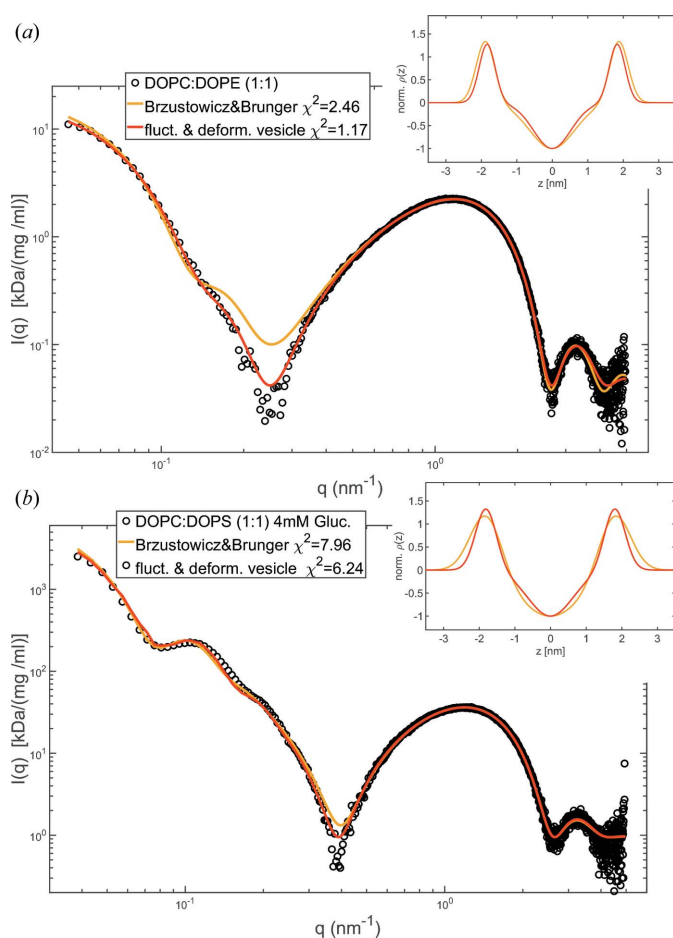 (a)
DOPC:DOPE (1:1)
Brzustowicz&Brunger χ²=2.46
fluct. & deform. vesicle χ²=1.17
norm. ρ(z)
1.5
1
0.5
0
-0.5
-1
-3 -2 -1 0 1 2 3
z [nm]
I(q) [kDa/(mg /ml)]
10¹
10⁰
10⁻¹
10⁻²
10⁻¹ 10⁰
q (nm⁻¹)
(b)
DOPC:DOPS (1:1) 4mM Gluc.
Brzustowicz&Brunger χ²=7.96
fluct. & deform. vesicle χ²=6.24
norm. ρ(z)
1.5
1
0.5
0
-0.5
-1
-3 -2 -1 0 1 2 3
z [nm]
I(q) [kDa/(mg /ml)]
10³
10²
10¹
10⁰
10⁻¹ 10⁰
q (nm⁻¹)